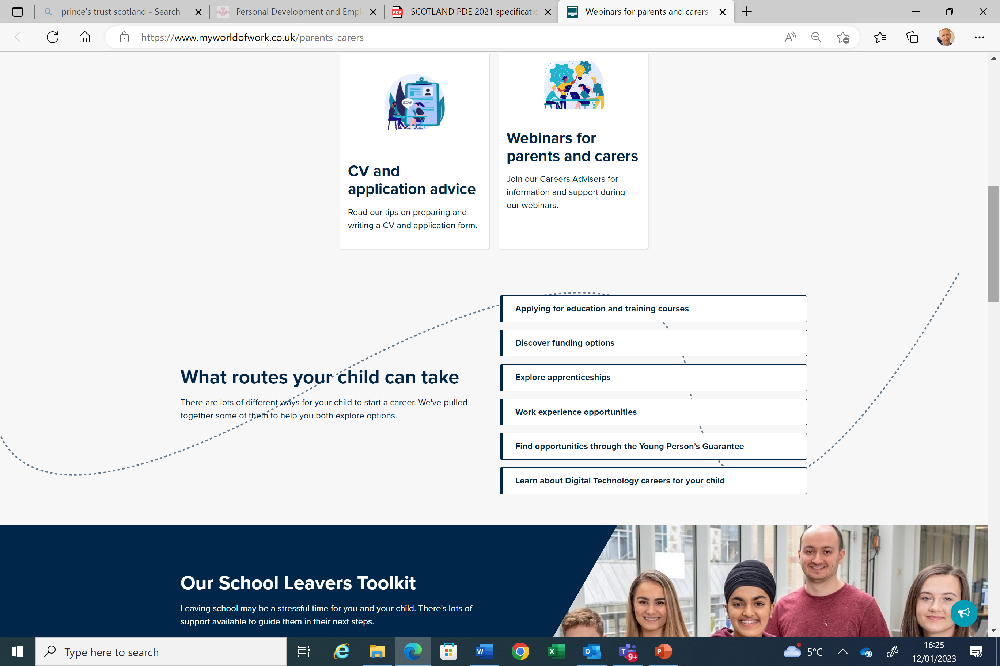 prince's trust scotland - Search
Personal Development and Empl
SCOTLAND PDE 2021 specificatio
Webinars for parents and carers |
https://www.myworldofwork.co.uk/parents-carers
CV and
application advice
Read our tips on preparing and
writing a CV and application form.
Webinars for
parents and carers
Join our Careers Advisers for
information and support during
our webinars.
What routes your child can take
There are lots of different ways for your child to start a career. We've pulled
together some of them to help you both explore options.
Applying for education and training courses
Discover funding options
Explore apprenticeships
Work experience opportunities
Find opportunities through the Young Person’s Guarantee
Learn about Digital Technology careers for your child
Our School Leavers Toolkit
Leaving school may be a stressful time for you and your child. There's lots of
support available to guide them in their next steps.
Type here to search
9+
5°C
16:25
12/01/2023